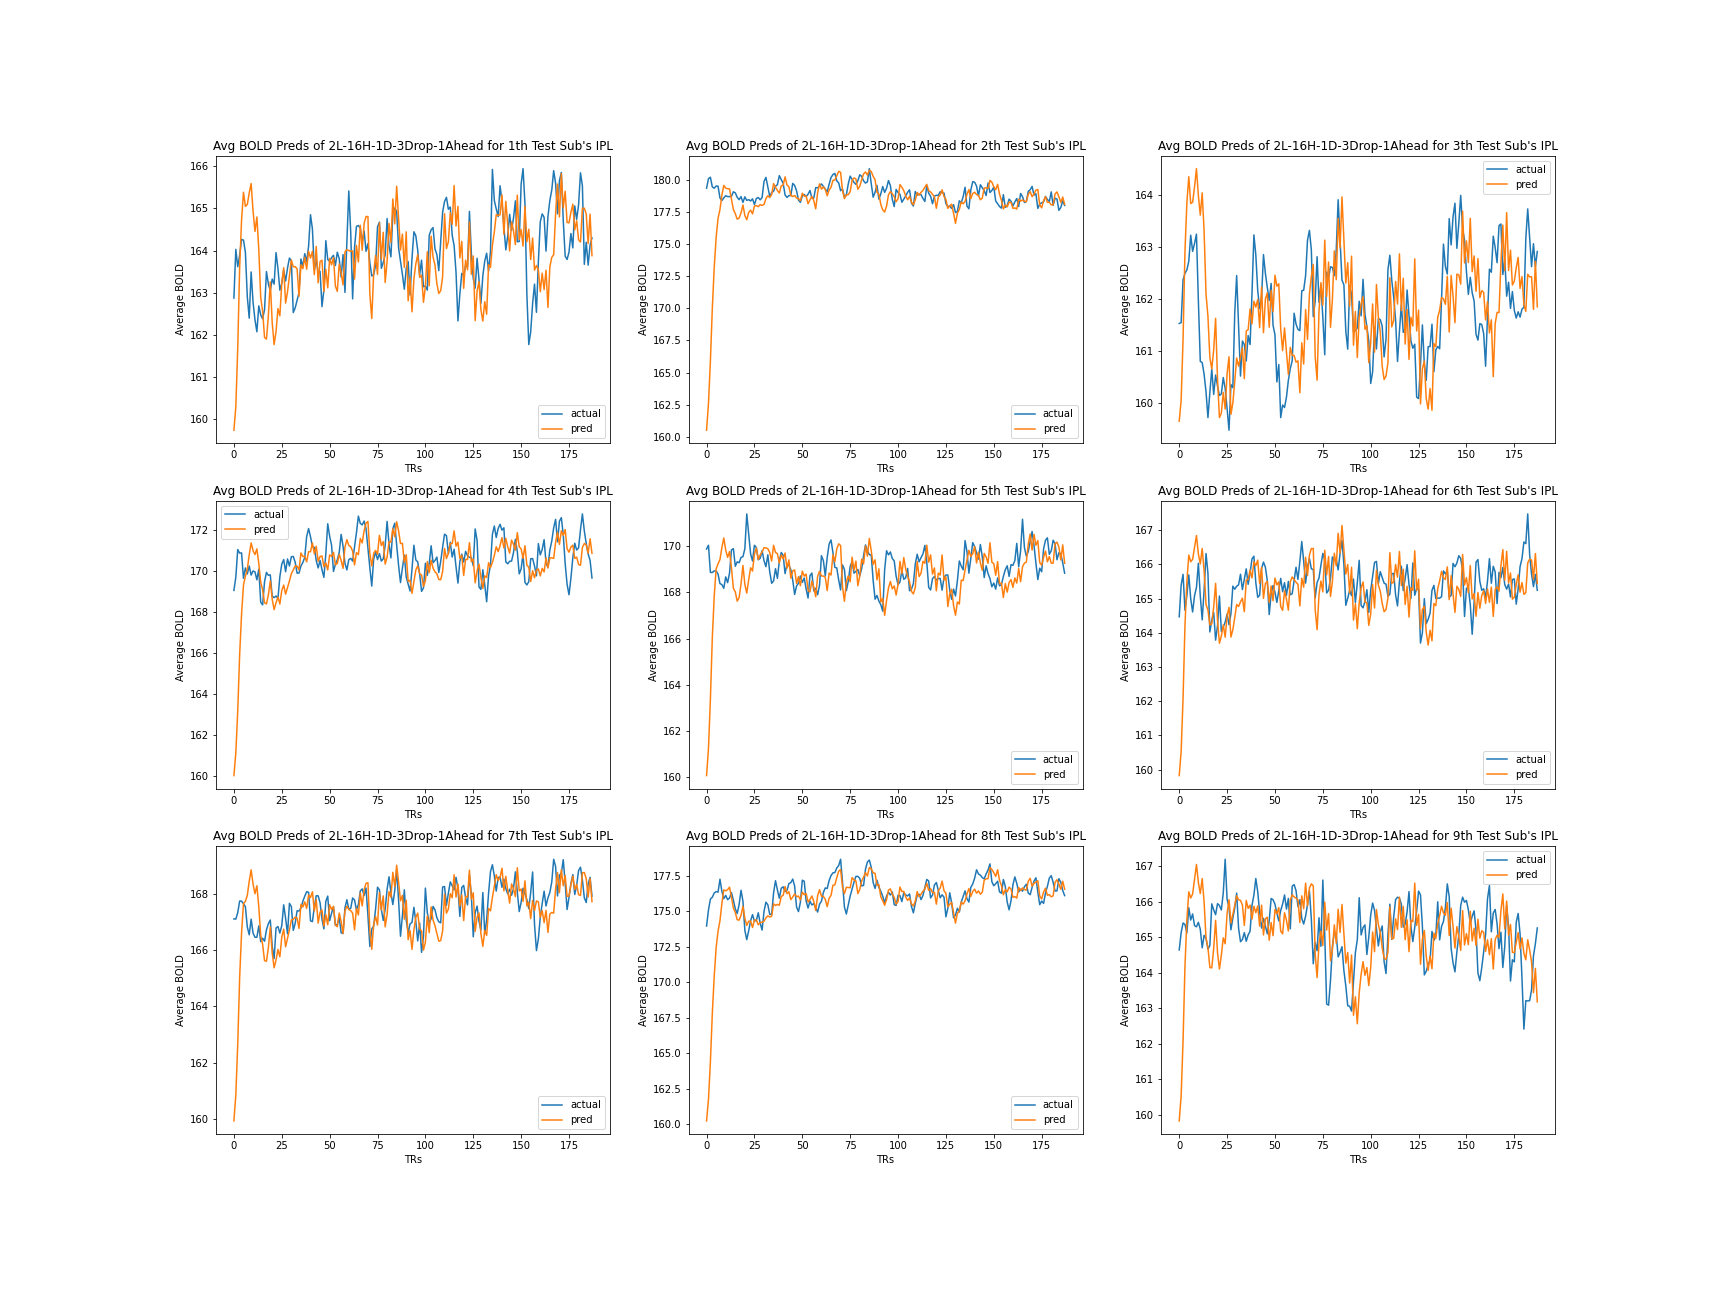 Avg BOLD Preds of 2L-16H-1D-3Drop-1Ahead for 1th Test Sub's IPL
166
165
164
163
162
161
160
Average BOLD
actual
pred
0 25 50 75 100 125 150 175
TRs
Avg BOLD Preds of 2L-16H-1D-3Drop-1Ahead for 2th Test Sub's IPL
180.0
177.5
175.0
172.5
170.0
167.5
165.0
162.5
160.0
Average BOLD
actual
pred
0 25 50 75 100 125 150 175
TRs
Avg BOLD Preds of 2L-16H-1D-3Drop-1Ahead for 3th Test Sub's IPL
actual
pred
164
163
162
161
160
Average BOLD
0 25 50 75 100 125 150 175
TRs
Avg BOLD Preds of 2L-16H-1D-3Drop-1Ahead for 4th Test Sub's IPL
actual
pred
172
170
168
166
164
162
160
Average BOLD
0 25 50 75 100 125 150 175
TRs
Avg BOLD Preds of 2L-16H-1D-3Drop-1Ahead for 5th Test Sub's IPL
170
168
166
164
162
160
Average BOLD
actual
pred
0 25 50 75 100 125 150 175
TRs
Avg BOLD Preds of 2L-16H-1D-3Drop-1Ahead for 6th Test Sub's IPL
167
166
165
164
163
162
161
160
Average BOLD
actual
pred
0 25 50 75 100 125 150 175
TRs
Avg BOLD Preds of 2L-16H-1D-3Drop-1Ahead for 7th Test Sub's IPL
168
166
164
162
160
Average BOLD
actual
pred
0 25 50 75 100 125 150 175
TRs
Avg BOLD Preds of 2L-16H-1D-3Drop-1Ahead for 8th Test Sub's IPL
177.5
175.0
172.5
170.0
167.5
165.0
162.5
160.0
Average BOLD
actual
pred
0 25 50 75 100 125 150 175
TRs
Avg BOLD Preds of 2L-16H-1D-3Drop-1Ahead for 9th Test Sub's IPL
actual
pred
167
166
165
164
163
162
161
160
Average BOLD
0 25 50 75 100 125 150 175
TRs